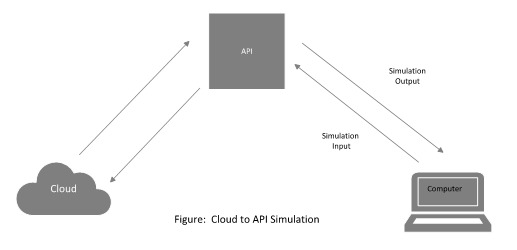 API
Simulation
Output
Simulation
Input
Cloud
Computer
Figure:  Cloud to API Simulation